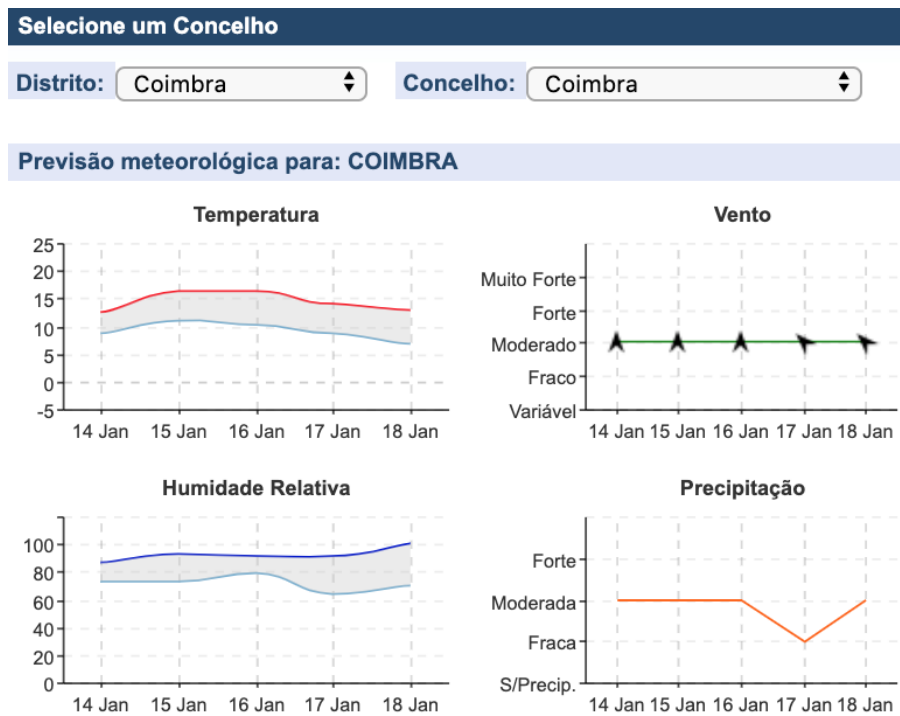 Selecione um Concelho
Distrito: Coimbra Concelho: Coimbra
Previsão meteorológica para: COIMBRA
Temperatura
25
20
15
10
5
0
-5
14 Jan 15 Jan 16 Jan 17 Jan 18 Jan
Vento
Muito Forte
Forte
Moderado
Fraco
Variável
14 Jan 15 Jan 16 Jan 17 Jan 18 Jan
Humidade Relativa
100
80
60
40
20
0
14 Jan 15 Jan 16 Jan 17 Jan 18 Jan
Precipitação
Forte
Moderada
Fraca
S/Precip.
14 Jan 15 Jan 16 Jan 17 Jan 18 Jan